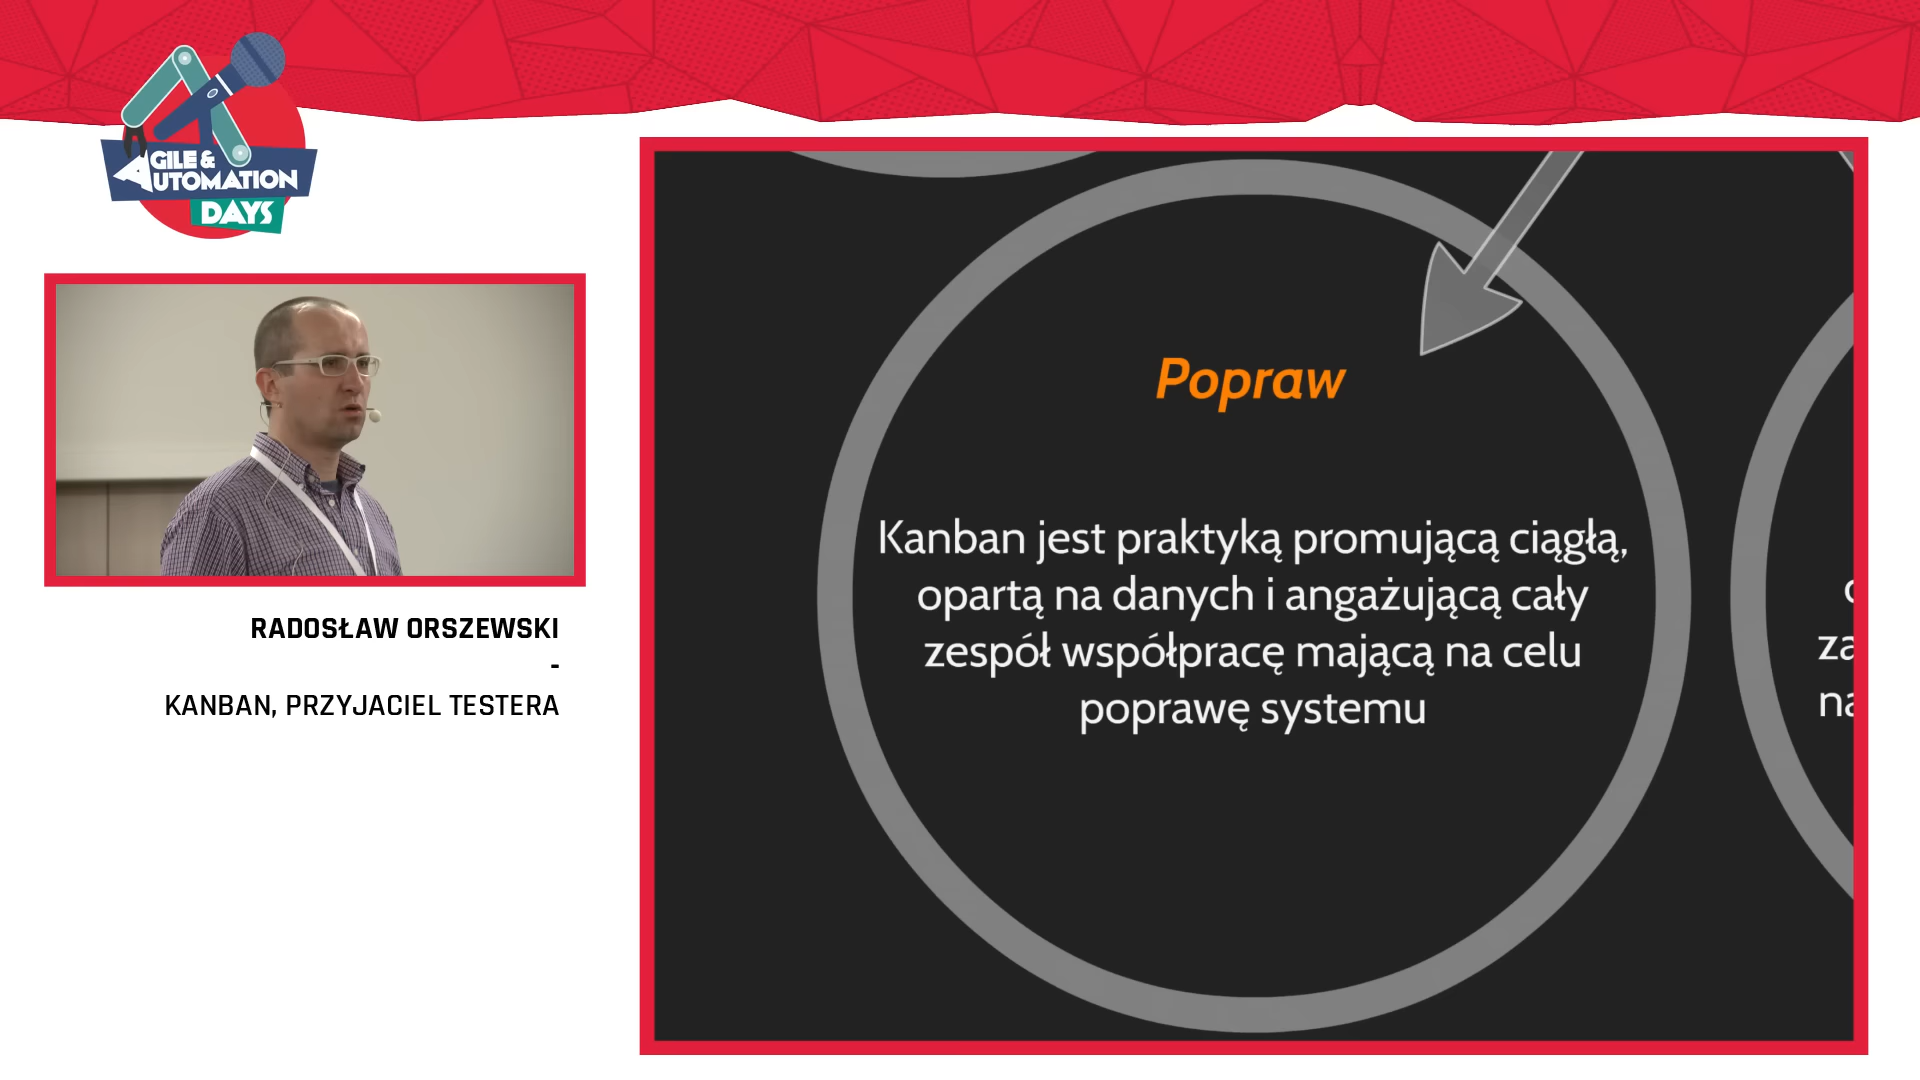 AGILE &
AUTOMATION
DAYS
RADOSŁAW ORSZEWSKI
-
KANBAN, PRZYJACIEL TESTERA
Popraw
Kanban jest praktyką promującą ciągłą,
opartą na danych i angażującą cały
zespół współpracę mającą na celu
poprawę systemu